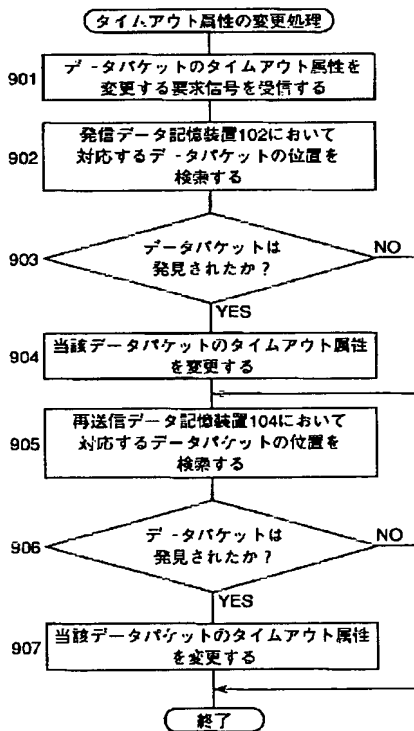 タイムアウト属性の変更処理
901
データパケットのタイムアウト属性を
変更する要求信号を受信する
902
発信データ記憶装置102において
対応するデータパケットの位置を
検索する
903
データパケットは
発見されたか？
NO
YES
904
当該データパケットのタイムアウト属性
を変更する
905
再送信データ記憶装置104において
対応するデータパケットの位置を
検索する
906
データパケットは
発見されたか？
NO
YES
907
当該データパケットのタイムアウト属性
を変更する
終了